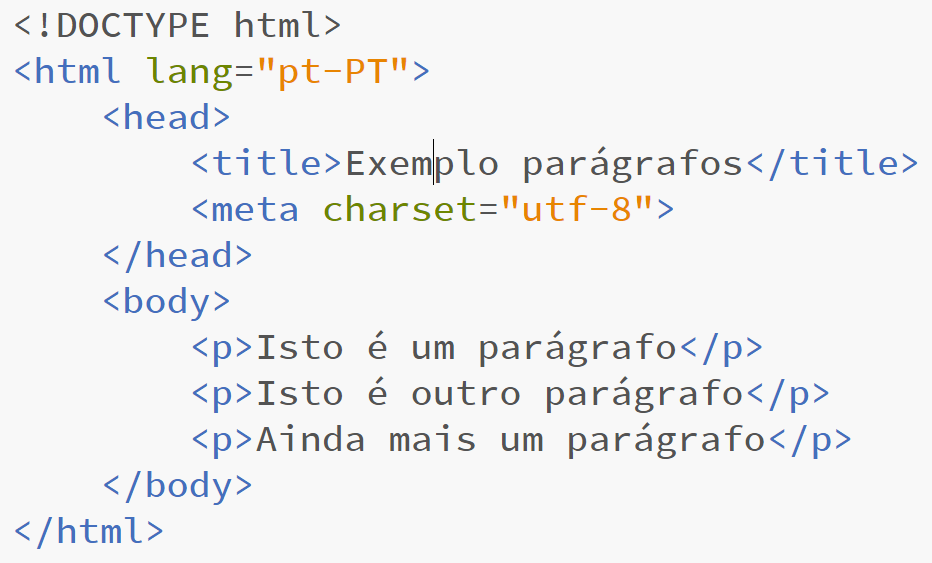 <!DOCTYPE html>
<html lang="pt-PT">
    <head>
        <title>Exemplo parágrafos</title>
        <meta charset="utf-8">
    </head>
    <body>
        <p>Isto é um parágrafo</p>
        <p>Isto é outro parágrafo</p>
        <p>Ainda mais um parágrafo</p>
    </body>
</html>